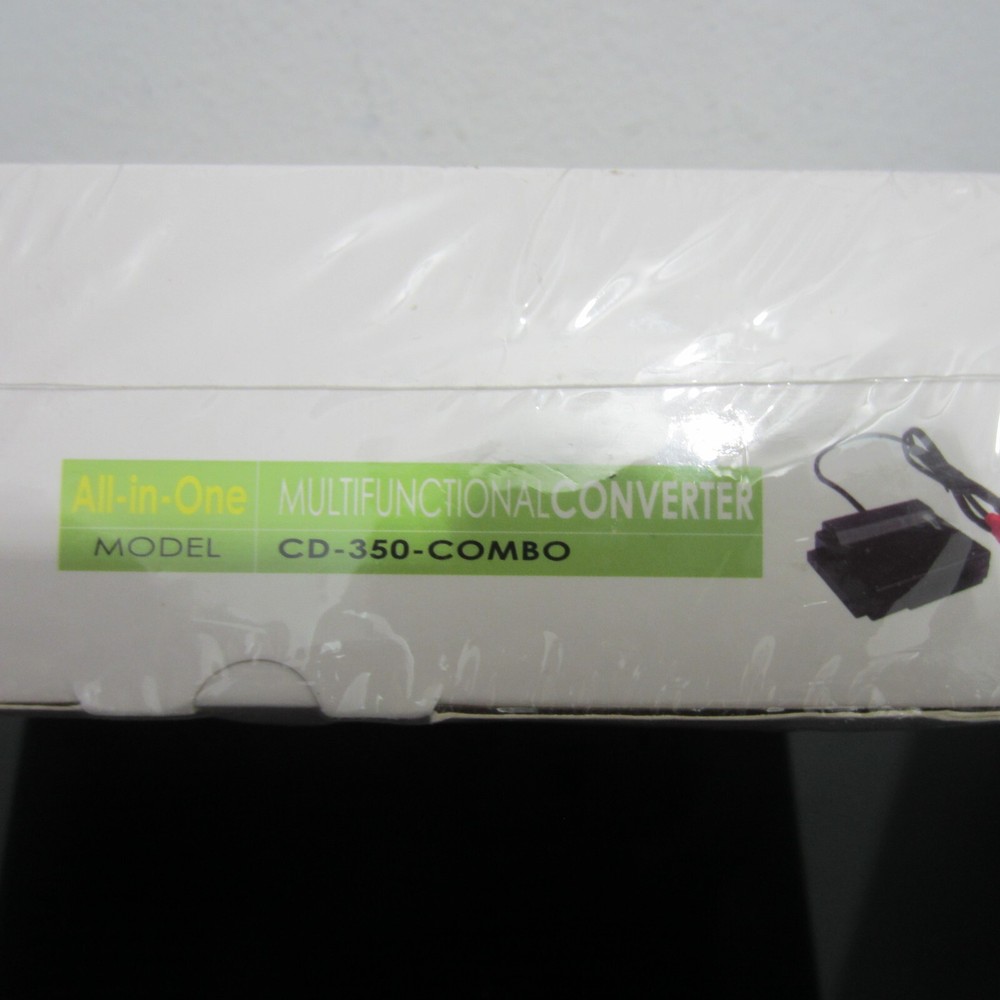 All-in-One MULTIFUNCTIONALCONVERTER
MODEL CD-350-COMBO